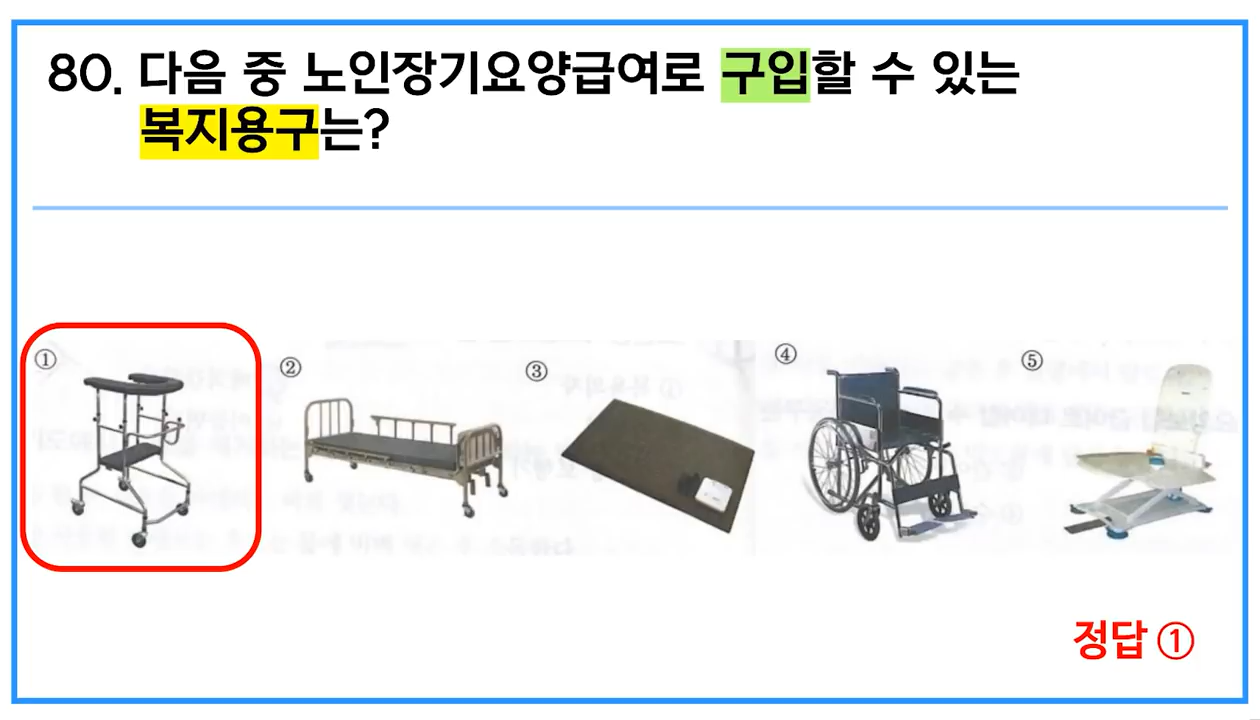 80. 다음 중 노인장기요양급여로 구입할 수 있는
복지용구는?
① ② ③ ④ ⑤
정답 ①